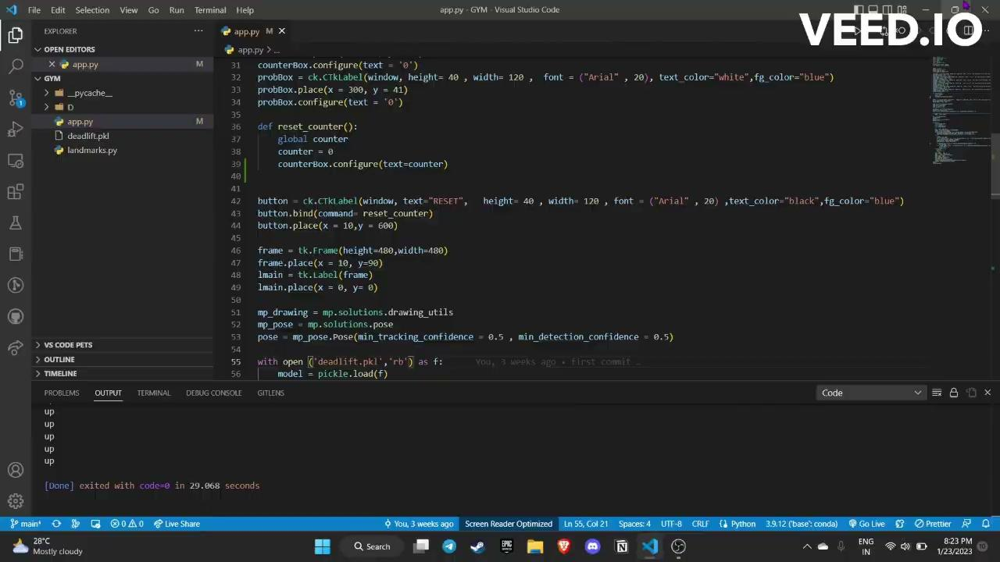 File Edit Selection View Go Run Terminal Help
app.py - GYM - Visual Studio Code
VEED.IO
EXPLORER
OPEN EDITORS
app.py M
GYM
__pycache__
D
app.py M
deadlift.pkl
landmarks.py
VS CODE PETS
OUTLINE
TIMELINE
app.py M
app.py > ...
31 counterBox.configure(text = '0')
32 probBox = ck.CTkLabel(window, height= 40 , width= 120 , font = ("Arial" , 20), text_color="white",fg_color="blue")
33 probBox.place(x = 300, y = 41)
34 probBox.configure(text = '0')
35
36 def reset_counter():
37 global counter
38 counter = 0
39 counterBox.configure(text=counter)
40
41
42 button = ck.CTkLabel(window, text="RESET", height= 40 , width= 120 , font = ("Arial" , 20) ,text_color="black",fg_color="blue")
43 button.bind(command= reset_counter)
44 button.place(x = 10,y = 600)
45
46 frame = tk.Frame(height=480,width=480)
47 frame.place(x = 10, y=90)
48 lmain = tk.Label(frame)
49 lmain.place(x = 0, y= 0)
50
51 mp_drawing = mp.solutions.drawing_utils
52 mp_pose = mp.solutions.pose
53 pose = mp_pose.Pose(min_tracking_confidence = 0.5 , min_detection_confidence = 0.5)
54
55 with open ('deadlift.pkl','rb') as f: You, 3 weeks ago • first commit …
56 model = pickle.load(f)
PROBLEMS OUTPUT TERMINAL DEBUG CONSOLE GITLENS
Code
up
up
up
up
up
[Done] exited with code=0 in 29.068 seconds
main* 0 0 Live Share
You, 3 weeks ago Screen Reader Optimized Ln 55, Col 21 Spaces: 4 UTF-8 CRLF Python 3.9.12 ('base': conda) Go Live Prettier
28°C
Mostly cloudy
Search
EPIC GAMES
ENG
IN
8:23 PM
1/23/2023